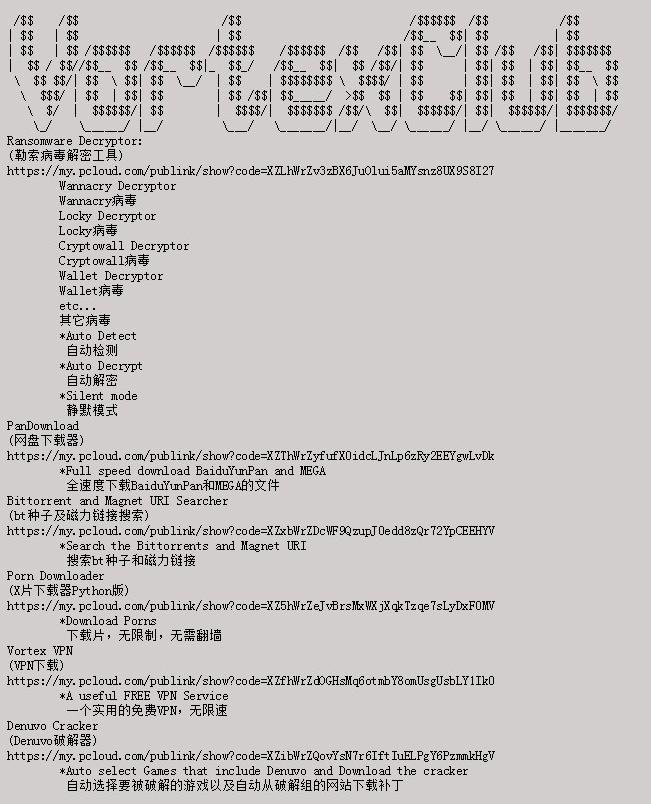 VortexClub
Ransomware Decryptor:
(勒索病毒解密工具)
https://my.pcloud.com/publink/show?code=XZLhWrZv3zBX6JuOlui5aMYsnz8UX9S8I27
Wannacry Decryptor
Wannacry病毒
Locky Decryptor
Locky病毒
Cryptowall Decryptor
Cryptowall病毒
Wallet Decryptor
Wallet病毒
etc...
其它病毒
*Auto Detect
自动检测
*Auto Decrypt
自动解密
*Silent mode
静默模式
PanDownload
(网盘下载器)
https://my.pcloud.com/publink/show?code=XZThWrZyfufX0idcLJnLp6zRy2EEYgwLvDk
*Full speed download BaiduYunPan and MEGA
全速度下载BaiduYunPan和MEGA的文件
Bittorrent and Magnet URI Searcher
(bt种子及磁力链接搜索)
https://my.pcloud.com/publink/show?code=XZxbWrZDcWF9QzupJ0edd8zQr72YpCEEHYV
*Search the Bittorrents and Magnet URI
搜索bt种子和磁力链接
Porn Downloader
(X片下载器Python版)
https://my.pcloud.com/publink/show?code=XZ5hWrZeJvBrsMxWXjXqkTzqe7sLyDxF0MV
*Download Porns
下载片，无限制，无需翻墙
Vortex VPN
(VPN下载)
https://my.pcloud.com/publink/show?code=XZfhWrZdOGHsMq6otmbY8omUsgUsbLY1Ik0
*A useful FREE VPN Service
一个实用的免费VPN，无限速
Denuvo Cracker
(Denuvo破解器)
https://my.pcloud.com/publink/show?code=XZibWrZQovYsN7r6IftIuELPgY6PzmmkHgV
*Auto select Games that include Denuvo and Download the cracker
自动选择要被破解的游戏以及自动从破解组的网站下载补丁